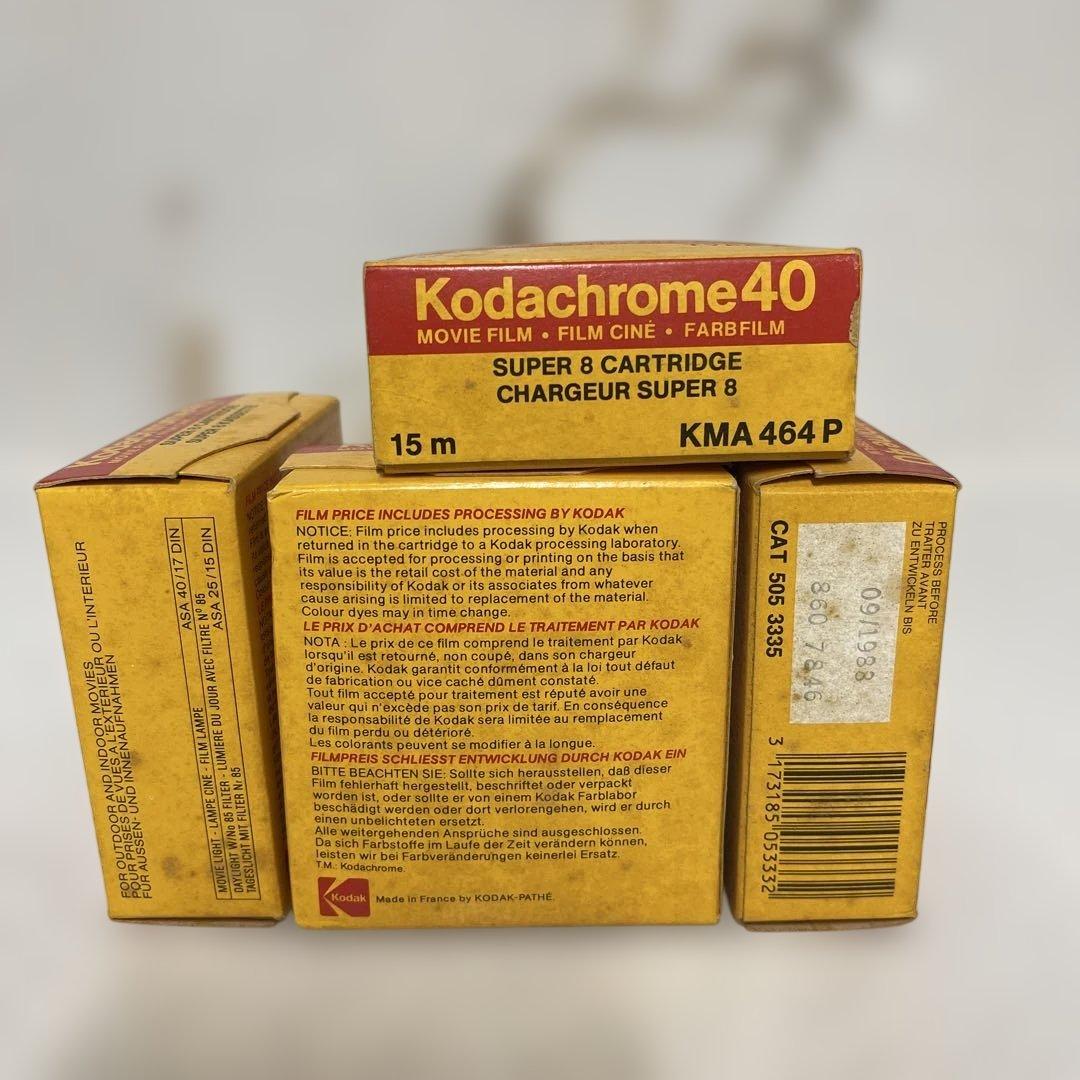 Kodachrome40
MOVIE FILM • FILM CINÉ • FARBFILM
SUPER 8 CARTRIDGE
CHARGEUR SUPER 8
15 m
KMA 464 P
SUPER 8 CARTRIDGE
SUPER 8
FOR OUTDOOR AND INDOOR MOVIES
POUR PRISES DE VUES A L'EXTERIEUR OU L'INTERIEUR
FÜR AUSSEN- UND INNENAUFNAHMEN
MOVIE LIGHT - LAMPE CINE - FILM LAMPE
ASA 40/17 DIN
DAYLIGHT W/No 85 FILTER - LUMIERE DU JOUR AVEC FILTRE Nº 85
TAGESLICHT MIT FILTER Nr 85
ASA 25/15 DIN
FILM PRICE INCLUDES PROCESSING BY KODAK
NOTICE: Film price includes processing by Kodak when
returned in the cartridge to a Kodak processing laboratory.
Film is accepted for processing or printing on the basis that
its value is the retail cost of the material and any
responsibility of Kodak or its associates from whatever
cause arising is limited to replacement of the material.
Colour dyes may in time change.
LE PRIX D'ACHAT COMPREND LE TRAITEMENT PAR KODAK
NOTA : Le prix de ce film comprend le traitement par Kodak
lorsqu'il est retourné, non coupé, dans son chargeur
d'origine. Kodak garantit conformément à la loi tout défaut
de fabrication ou vice caché dûment constaté.
Tout film accepté pour traitement est réputé avoir une
valeur qui n'excède pas son prix de tarif. En conséquence
la responsabilité de Kodak sera limitée au remplacement
du film perdu ou détérioré.
Les colorants peuvent se modifier à la longue.
FILMPREIS SCHLIESST ENTWICKLUNG DURCH KODAK EIN
BITTE BEACHTEN SIE: Sollte sich herausstellen, daß dieser
Film fehlerhaft hergestellt, beschriftet oder verpackt
worden ist, oder sollte er von einem Kodak Farblabor
beschädigt werden oder dort verlorengehen, wird er durch
einen unbelichteten ersetzt.
Alle weitergehenden Ansprüche sind ausgeschlossen.
Da sich Farbstoffe im Laufe der Zeit verändern können,
leisten wir bei Farbveränderungen keinerlei Ersatz.
T.M.: Kodachrome.
Kodak
Made in France by KODAK-PATHÉ.
PROCESS BEFORE
TRAITER AVANT
ZU ENTWICKELN BIS
09/1988
860 7846
CAT 505 3335
3 173185 053332